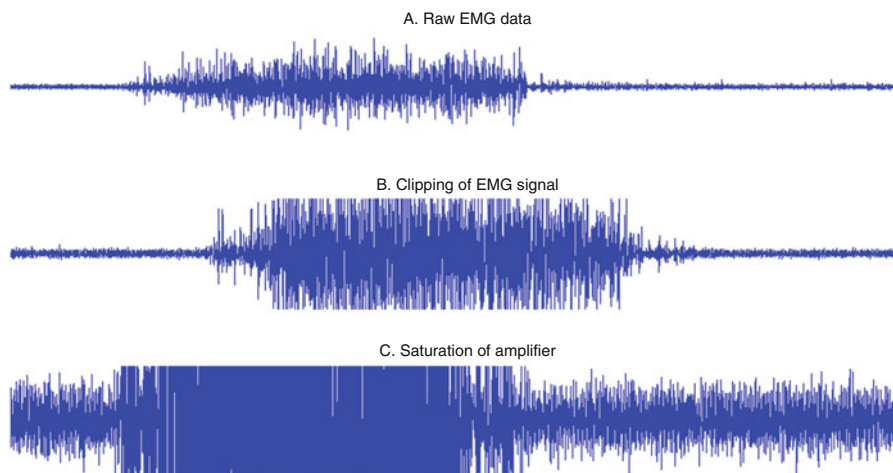 A. Raw EMG data
B. Clipping of EMG signal
C. Saturation of amplifier